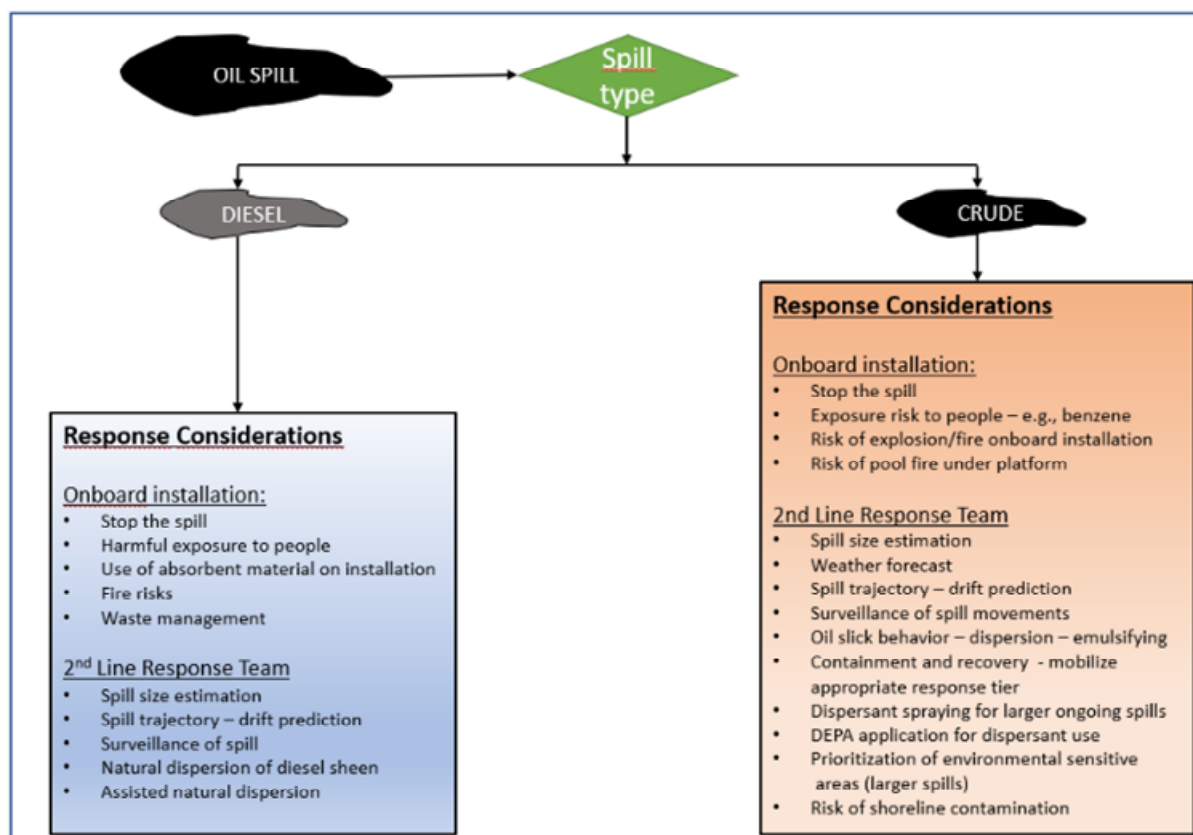 OIL SPILL
Spill
type
DIESEL
CRUDE
Response Considerations
Onboard installation:
• Stop the spill
• Harmful exposure to people
• Use of absorbent material on installation
• Fire risks
• Waste management
2nd Line Response Team
• Spill size estimation
• Spill trajectory – drift prediction
• Surveillance of spill
• Natural dispersion of diesel sheen
• Assisted natural dispersion
Response Considerations
Onboard installation:
• Stop the spill
• Exposure risk to people – e.g., benzene
• Risk of explosion/fire onboard installation
• Risk of pool fire under platform
2nd Line Response Team
• Spill size estimation
• Weather forecast
• Spill trajectory – drift prediction
• Surveillance of spill movements
• Oil slick behavior – dispersion – emulsifying
• Containment and recovery - mobilize
appropriate response tier
• Dispersant spraying for larger ongoing spills
• DEPA application for dispersant use
• Prioritization of environmental sensitive
areas (larger spills)
• Risk of shoreline contamination